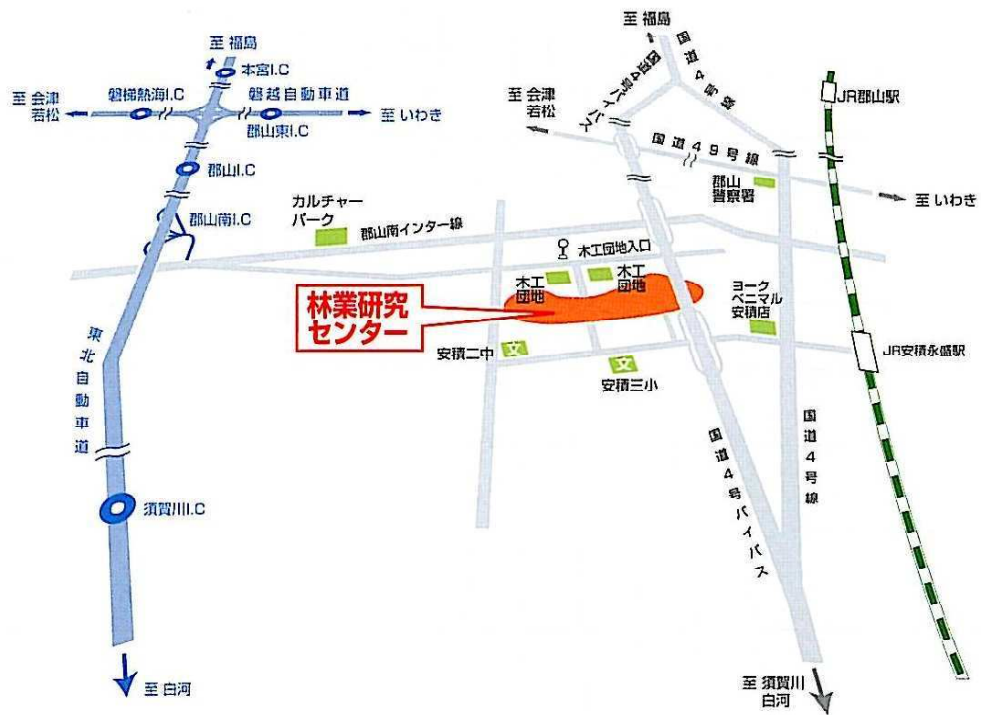 至 福島
本宮I.C
磐梯熱海I.C
磐越自動車道
至 会津
若松
至 いわき
郡山東I.C
郡山I.C
郡山南I.C
カルチャー
パーク
郡山南インター線
東北自動車道
須賀川I.C
至 白河
至 福島
国道4号バイパス
国道4号線
至 会津
若松
国道49号線
郡山
警察署
至 いわき
JR郡山駅
木工団地入口
木工
団地
木工
団地
林業研究
センター
ヨーク
ベニマル
安積店
安積二中
文
文
安積三小
JR安積永盛駅
国道4号バイパス
国道4号線
至 須賀川
白河